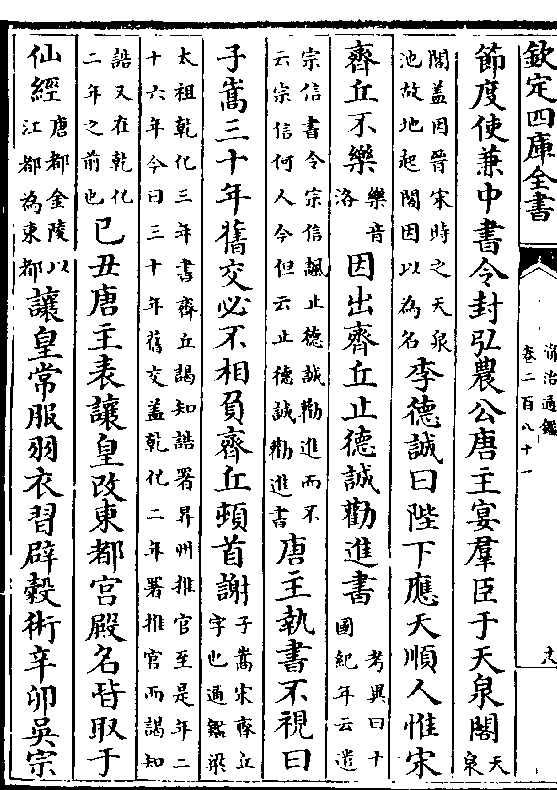 欽定四庫全書
資治通鑑
卷二百八十一
節度使兼中書令封弘農公唐主宴羣臣于天泉閣天泉
閣蓋因晉宋時之天泉
池故地起閣因以為名
李德誠曰陛下應天順人惟宋
齊丘不樂樂音
洛
因出齊丘止德誠勸進書考異曰十
國紀年云遣
宗信書令宗信諷止德誠勸進而不
云宗信何人今但云止德誠勸進書
唐主執書不視曰
子嵩三十年舊交必不相負齊丘頓首謝子嵩宋齊丘
字也通鑑梁
太祖乾化三年書齊丘謁知誥署昇州推官至是年二
十六年今曰三十年舊交蓋乾化二年署推官而謁知
誥又在乾化
二年之前也
己丑唐主表讓皇改東都宮殿名皆取于
仙經唐都金陵以
江都為東都
讓皇常服羽衣習辟穀術辛卯吳宗